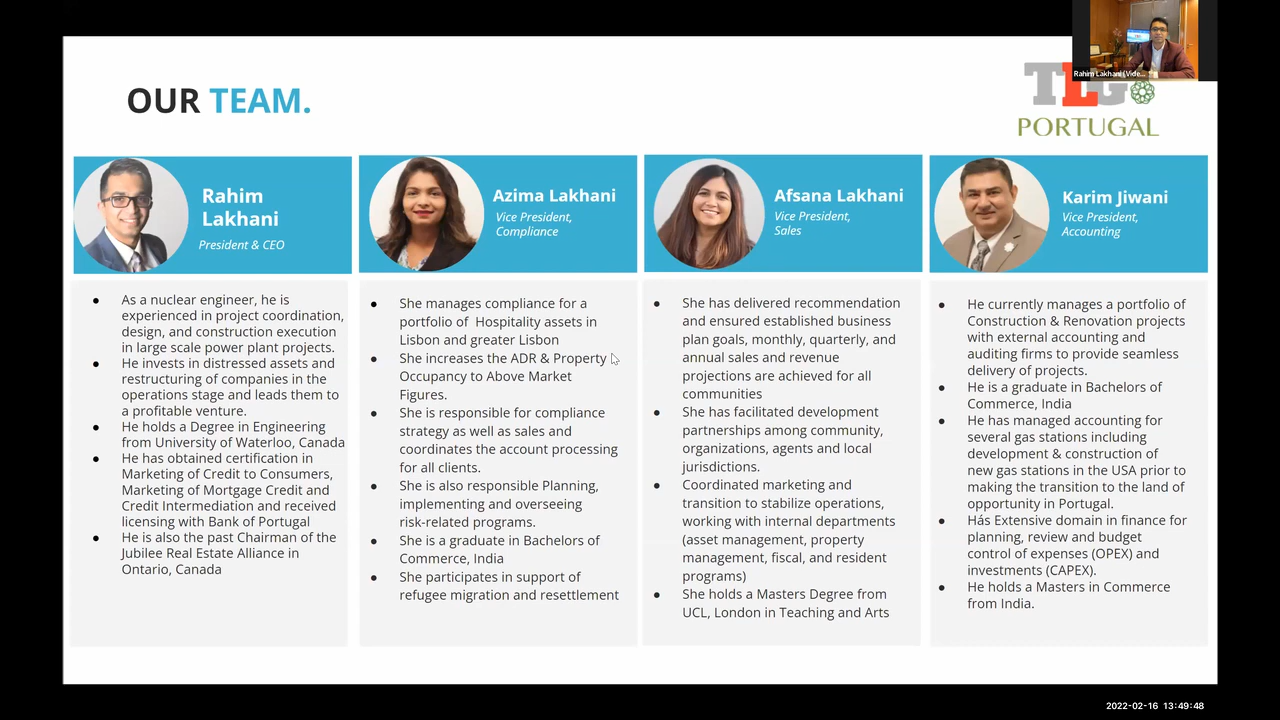 Rahim Lakhani (Vide...
OUR TEAM.
TLG
PORTUGAL
Rahim
Lakhani
President & CEO
As a nuclear engineer, he is
experienced in project coordination,
design, and construction execution
in large scale power plant projects.
He invests in distressed assets and
restructuring of companies in the
operations stage and leads them to
a profitable venture.
He holds a Degree in Engineering
from University of Waterloo, Canada
He has obtained certification in
Marketing of Credit to Consumers,
Marketing of Mortgage Credit and
Credit Intermediation and received
licensing with Bank of Portugal
He is also the past Chairman of the
Jubilee Real Estate Alliance in
Ontario, Canada
Azima Lakhani
Vice President,
Compliance
She manages compliance for a
portfolio of Hospitality assets in
Lisbon and greater Lisbon
She increases the ADR & Property
Occupancy to Above Market
Figures.
She is responsible for compliance
strategy as well as sales and
coordinates the account processing
for all clients.
She is also responsible Planning,
implementing and overseeing
risk-related programs.
She is a graduate in Bachelors of
Commerce, India
She participates in support of
refugee migration and resettlement
Afsana Lakhani
Vice President,
Sales
She has delivered recommendation
and ensured established business
plan goals, monthly, quarterly, and
annual sales and revenue
projections are achieved for all
communities
She has facilitated development
partnerships among community,
organizations, agents and local
jurisdictions.
Coordinated marketing and
transition to stabilize operations,
working with internal departments
(asset management, property
management, fiscal, and resident
programs)
She holds a Masters Degree from
UCL, London in Teaching and Arts
Karim Jiwani
Vice President,
Accounting
He currently manages a portfolio of
Construction & Renovation projects
with external accounting and
auditing firms to provide seamless
delivery of projects.
He is a graduate in Bachelors of
Commerce, India
He has managed accounting for
several gas stations including
development & construction of
new gas stations in the USA prior to
making the transition to the land of
opportunity in Portugal.
Hás Extensive domain in finance for
planning, review and budget
control of expenses (OPEX) and
investments (CAPEX).
He holds a Masters in Commerce
from India.
2022-02-16 13:49:48